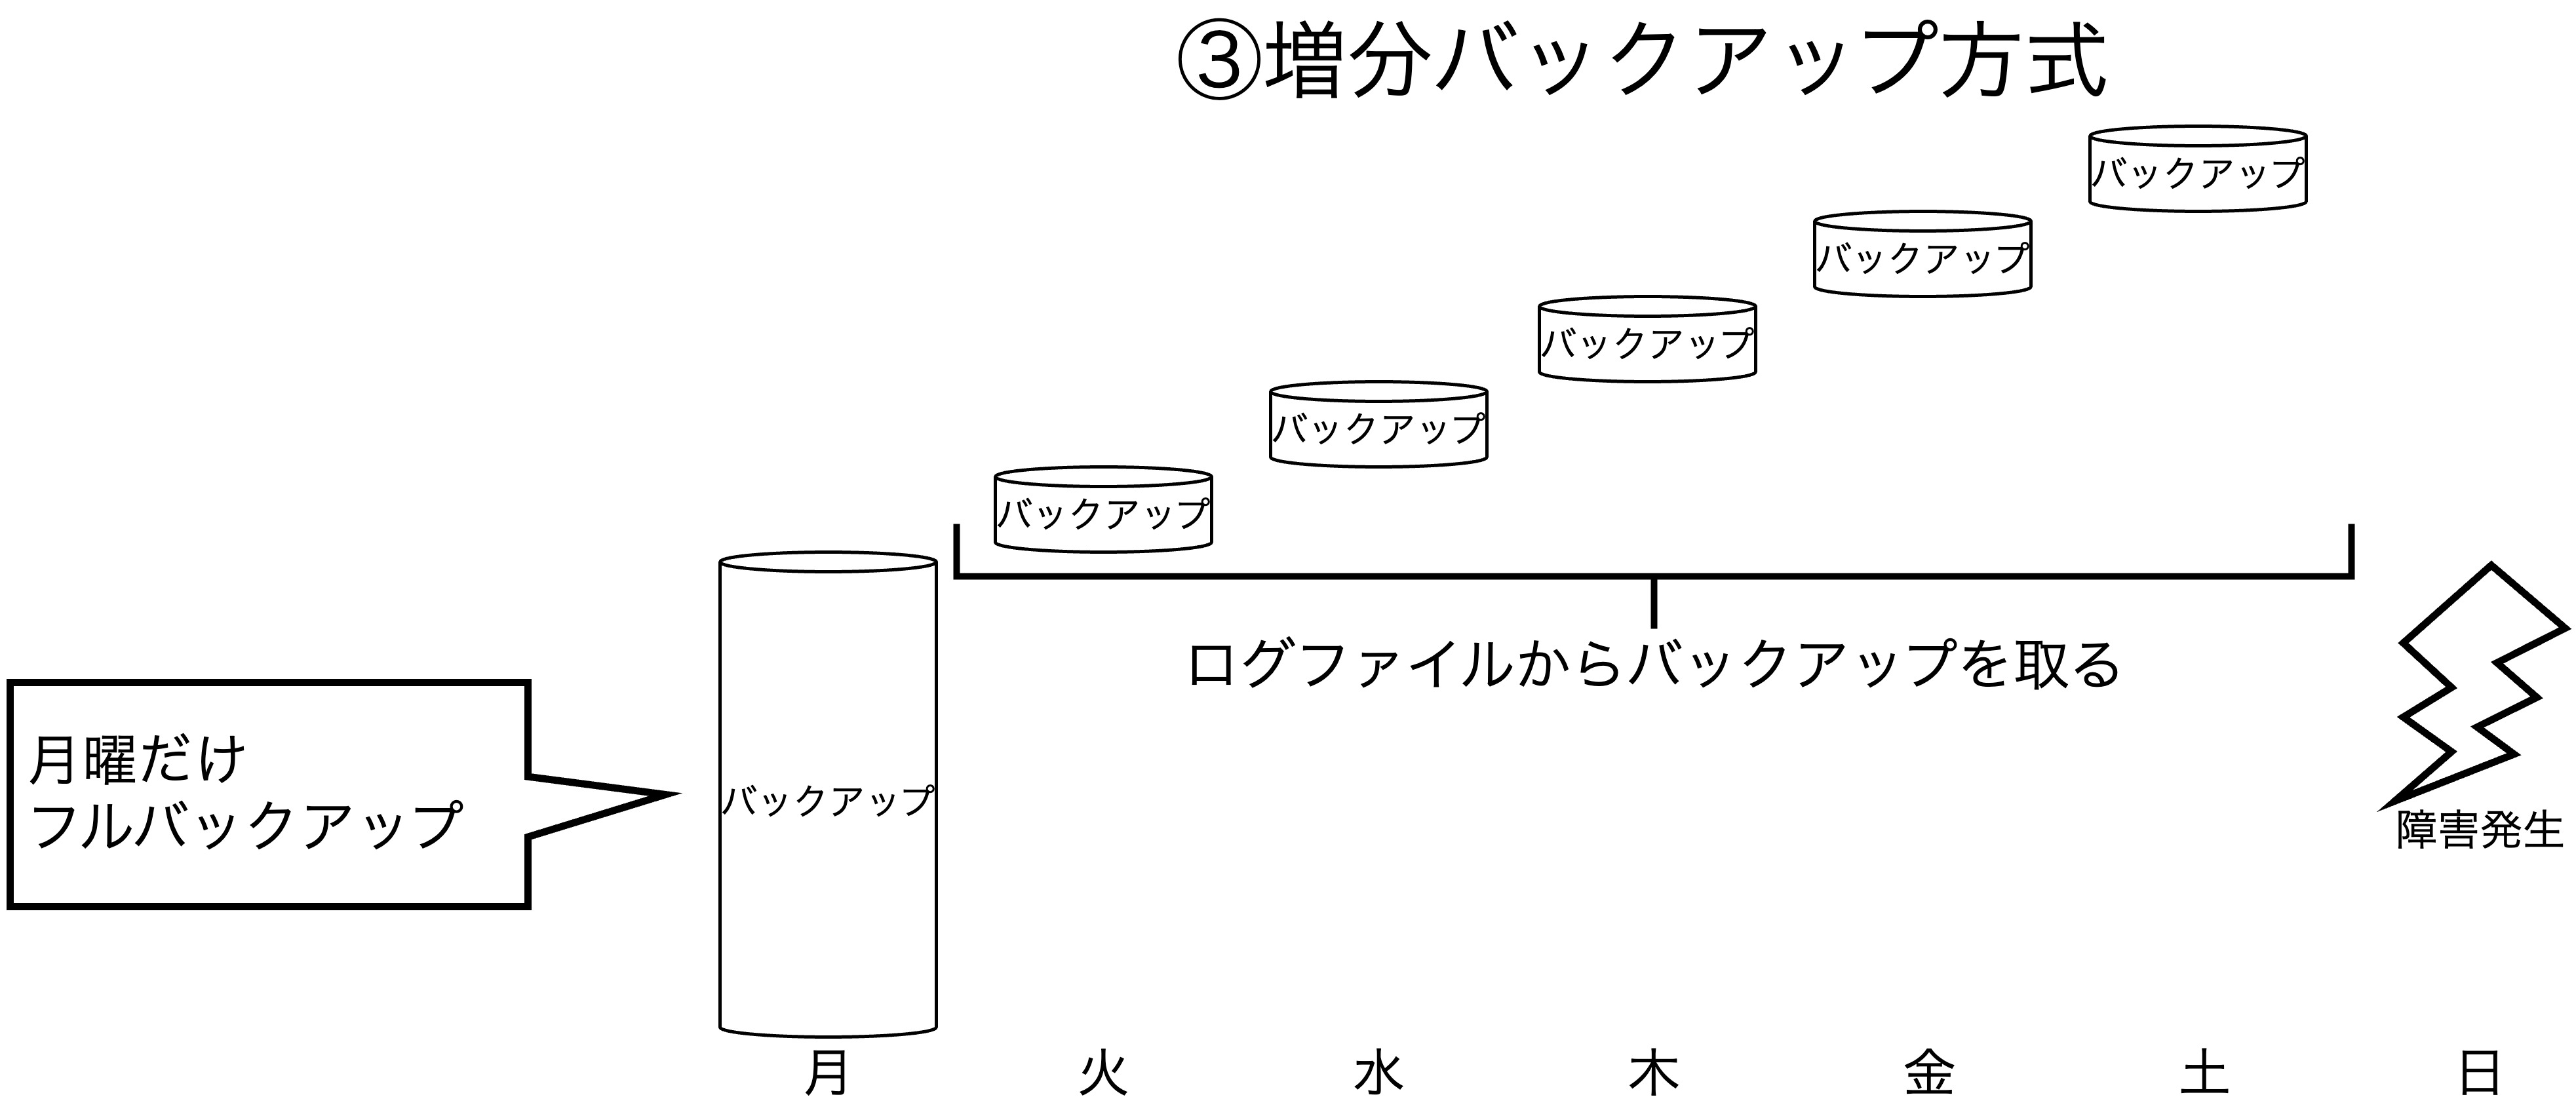 ③増分バックアップ方式
バックアップ
バックアップ
バックアップ
バックアップ
バックアップ
ログファイルからバックアップを取る
月曜だけ
フルバックアップ
バックアップ
障害発生
月 火 水 木 金 土 日